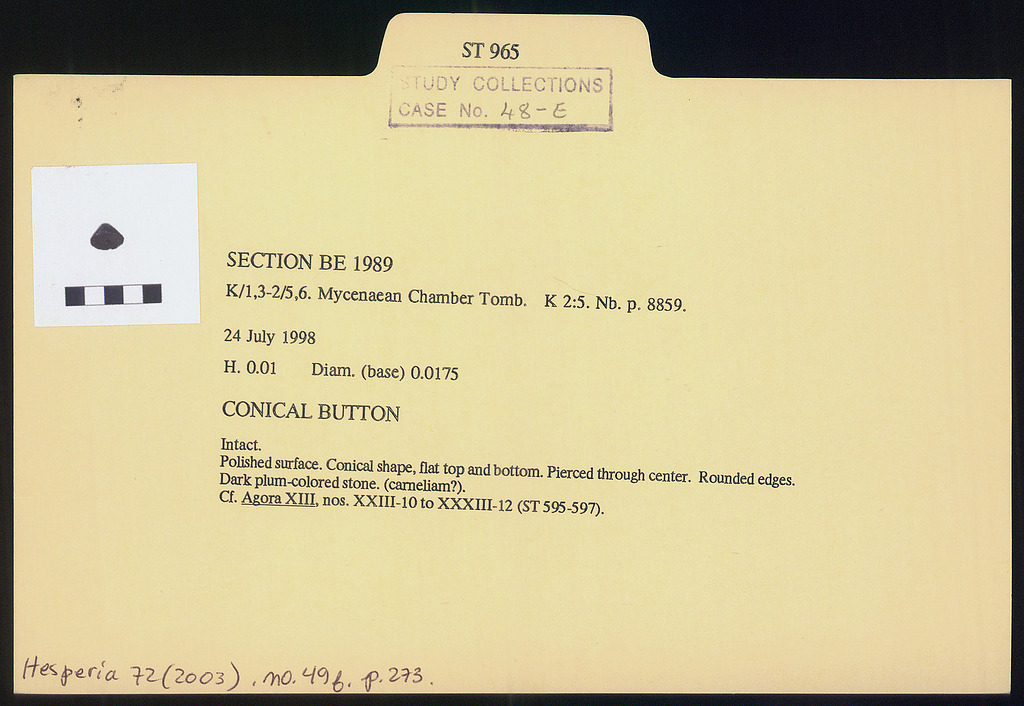 ST 965
STUDY COLLECTIONS
CASE No. 48-E
SECTION BE 1989
K/1,3-2/5,6. Mycenaean Chamber Tomb. K 2:5. Nb. p. 8859.
24 July 1998
H. 0.01 Diam. (base) 0.0175
CONICAL BUTTON
Intact.
Polished surface. Conical shape, flat top and bottom. Pierced through center. Rounded edges.
Dark plum-colored stone. (carneliam?).
Cf. Agora XIII, nos. XXIII-10 to XXXIII-12 (ST 595-597).
Hesperia 72 (2003), no. 49f. p. 273.